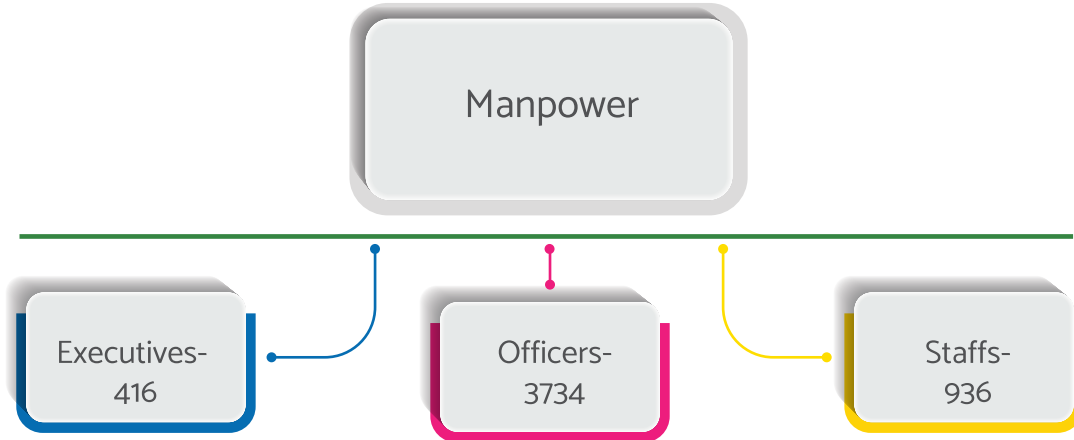 Manpower
Executives-
416
Officers-
3734
Staffs-
936